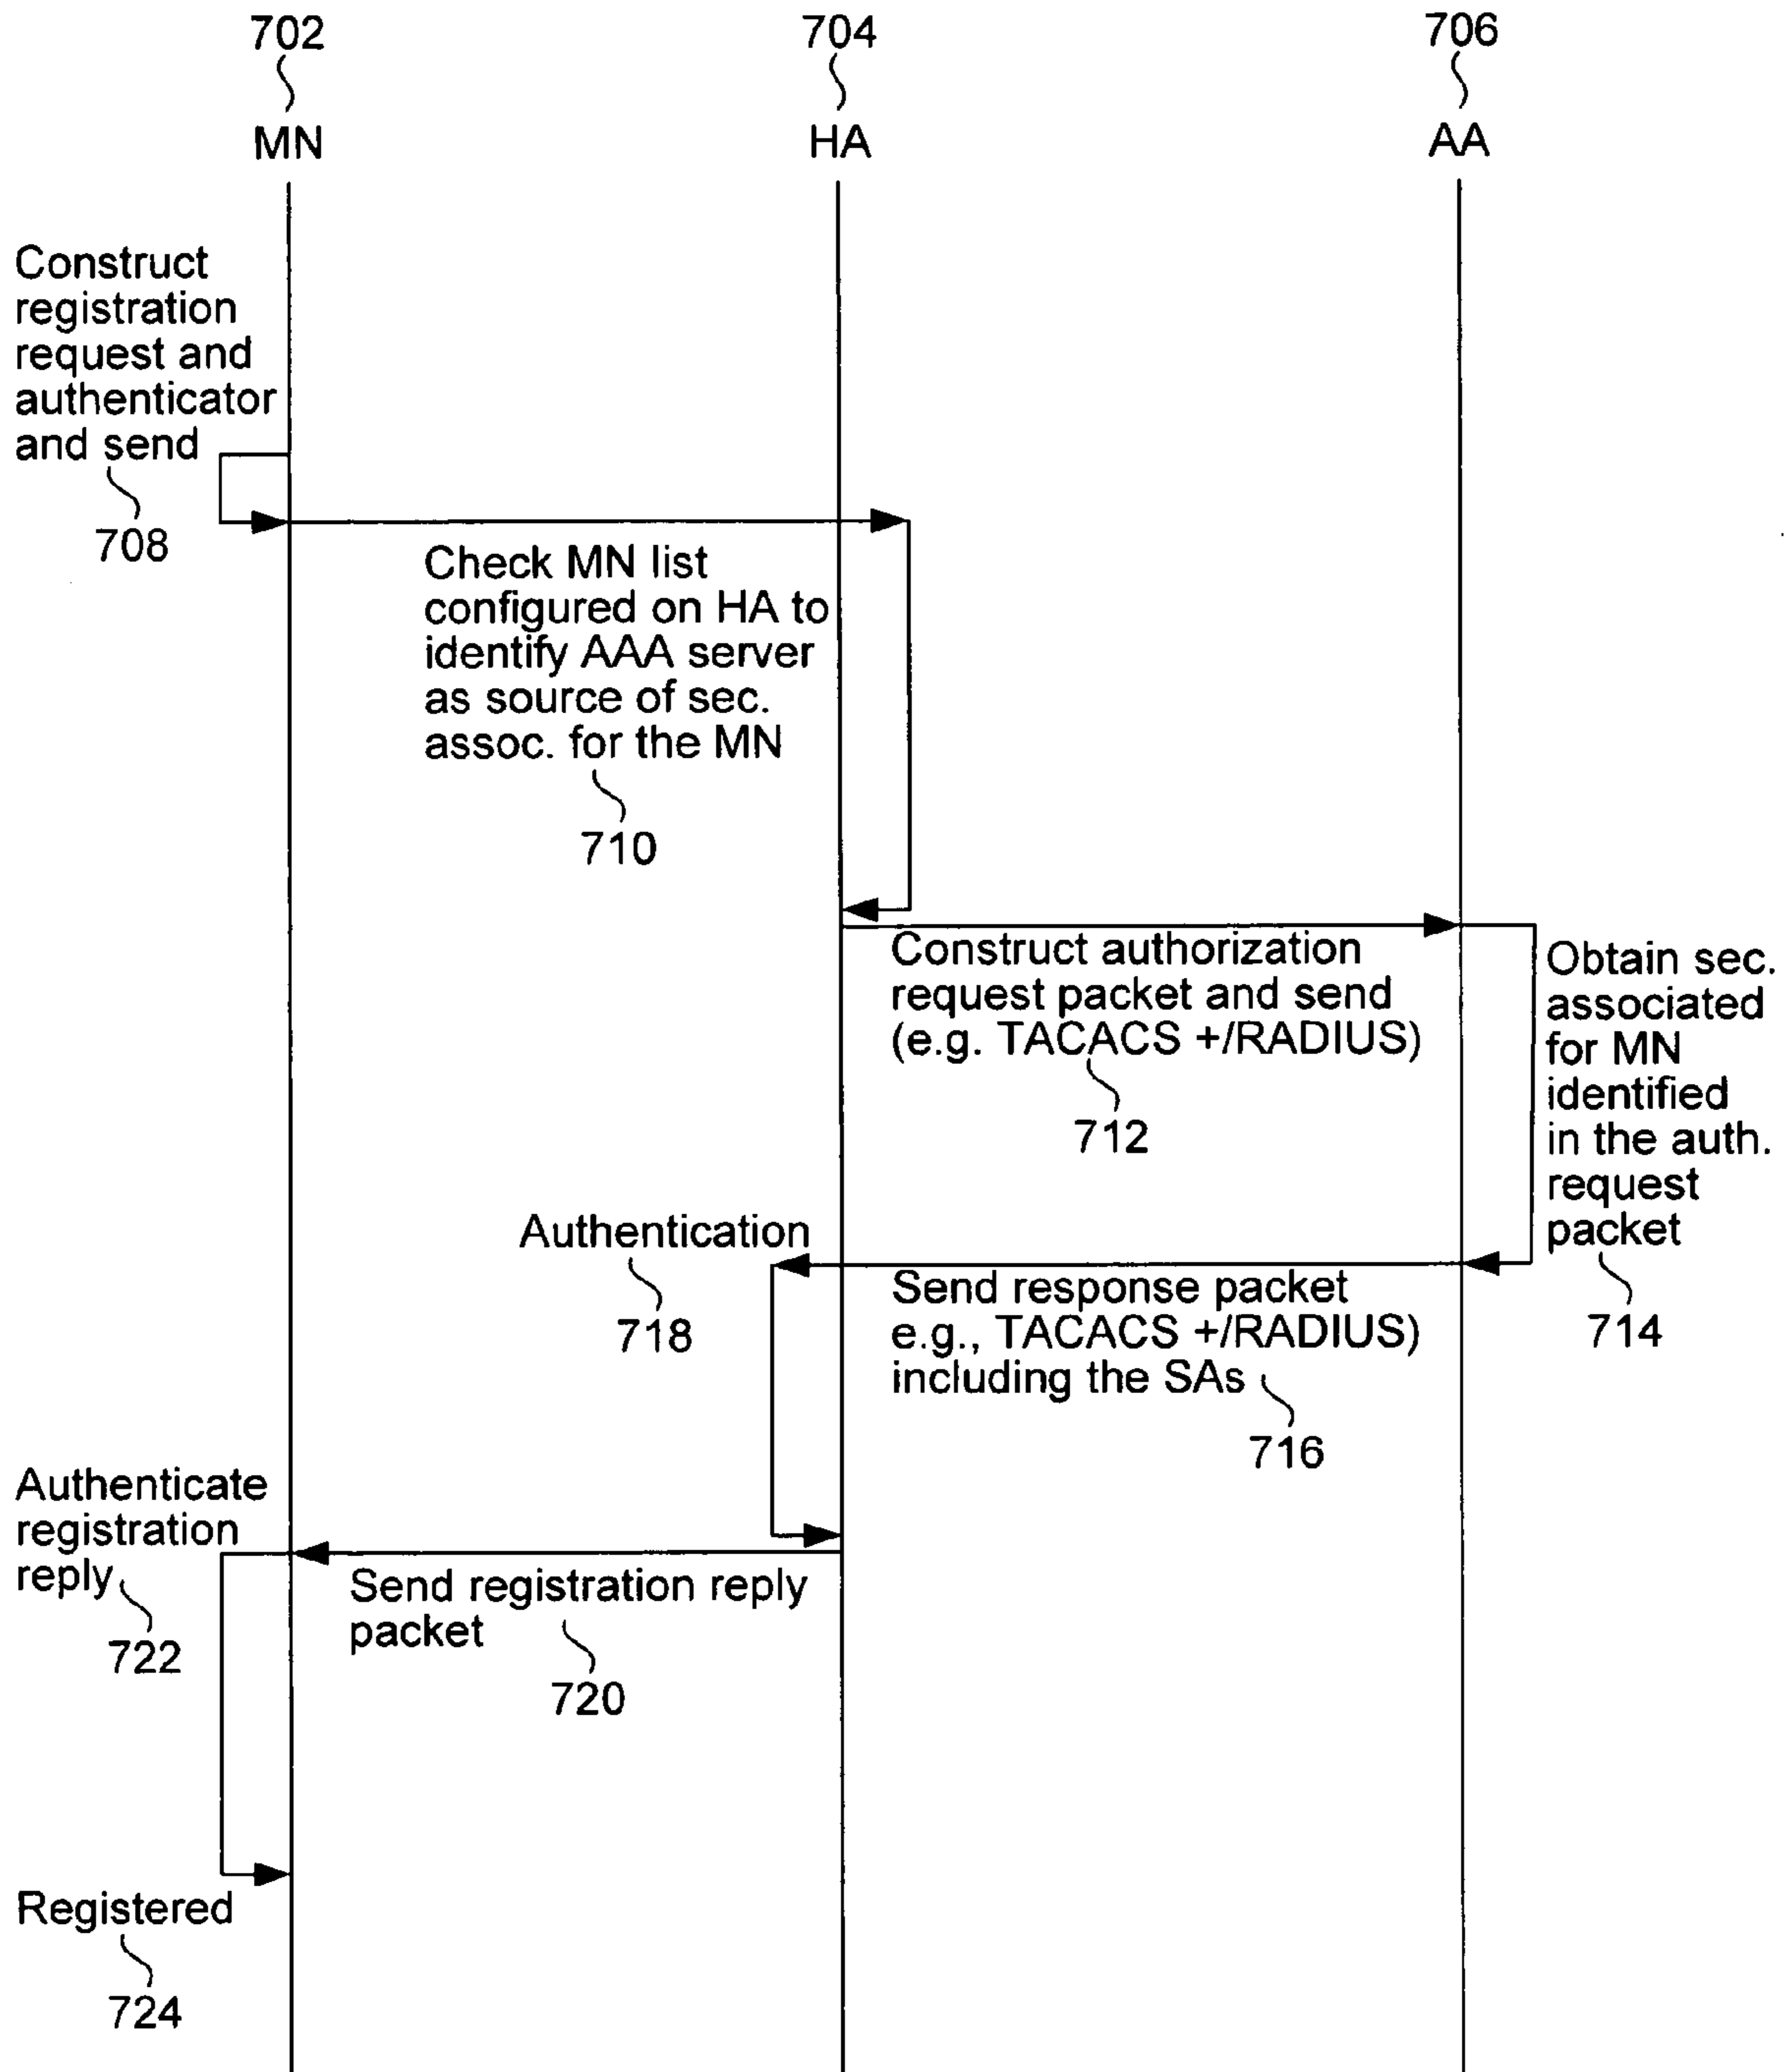 702
704
706
MN
HA
AA
Construct
registration
request and
authenticator
and send
708
Check MN list
configured on HA to
identify AAA server
as source of sec.
assoc. for the MN
710
Construct authorization
request packet and send
(e.g. TACACS +/RADIUS)
712
Obtain sec.
associated
for MN
identified
in the auth.
request
packet
714
Authentication
718
Send response packet
e.g., TACACS +/RADIUS)
including the SAs
716
Authenticate
registration
reply
722
Send registration reply
packet
720
Registered
724